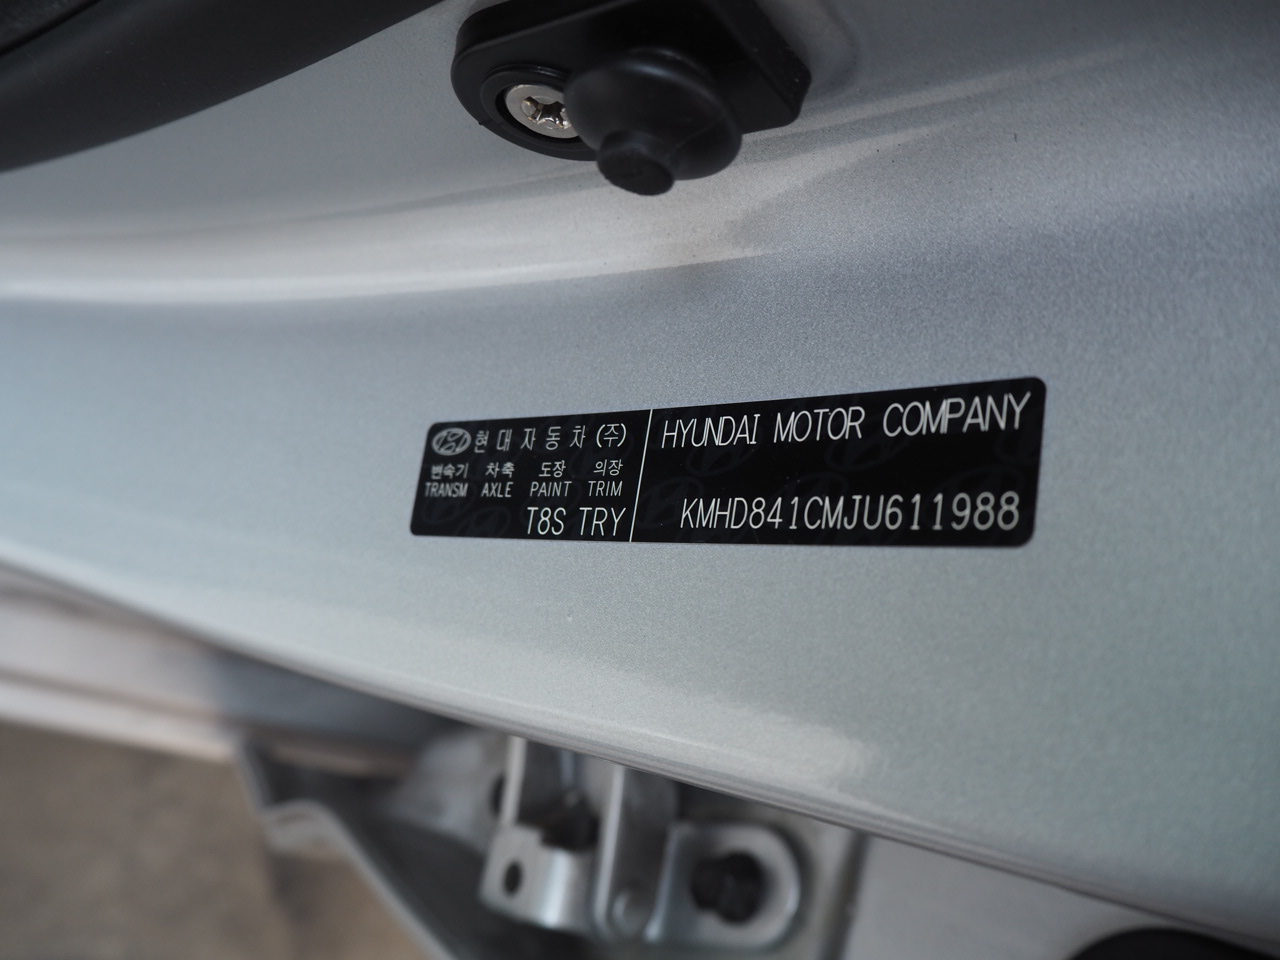 현대자동차(주)
변속기 차축 도장 의장
TRANSM AXLE PAINT TRIM
T8S TRY
HYUNDAI MOTOR COMPANY
KMHD841CMJU611988